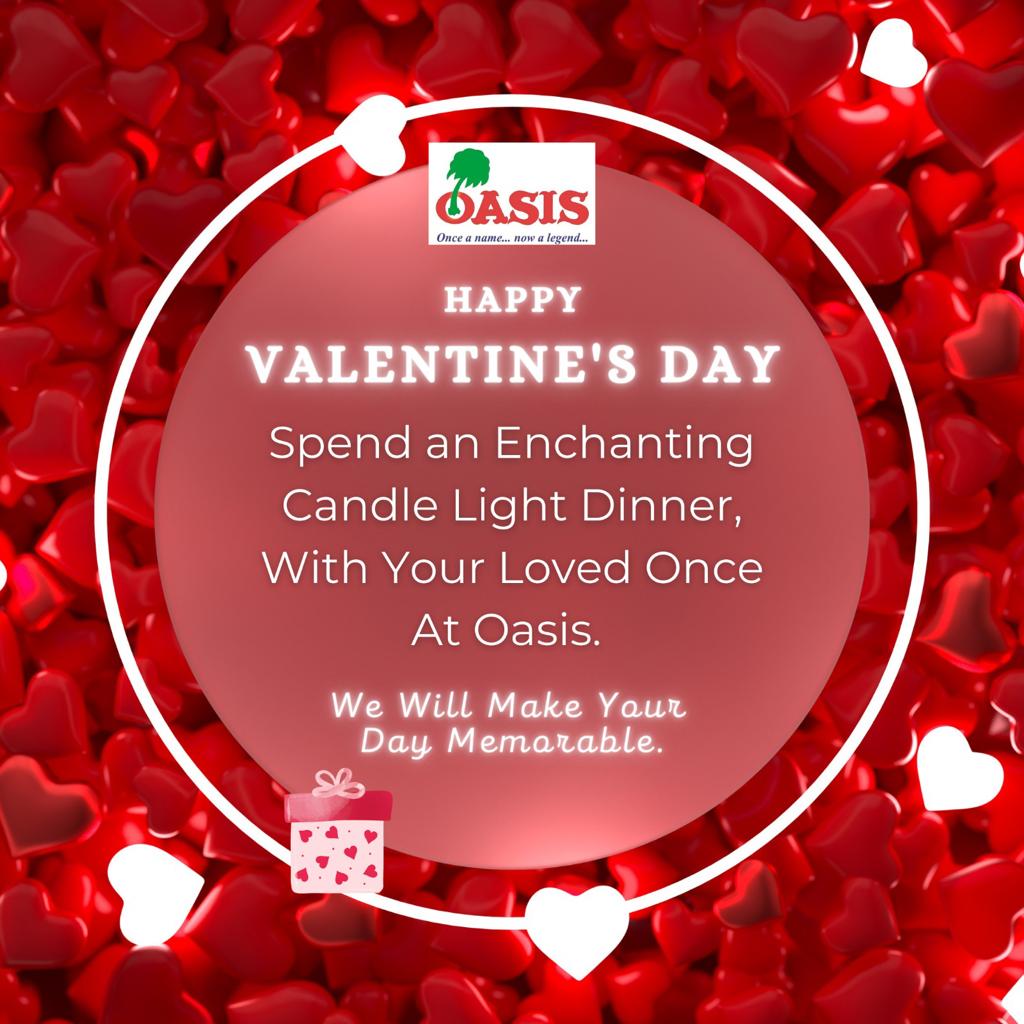 OASIS
Once a name... now a legend...
HAPPY
VALENTINE'S DAY
Spend an Enchanting
Candle Light Dinner,
With Your Loved Once
At Oasis.
We Will Make Your
Day Memorable.